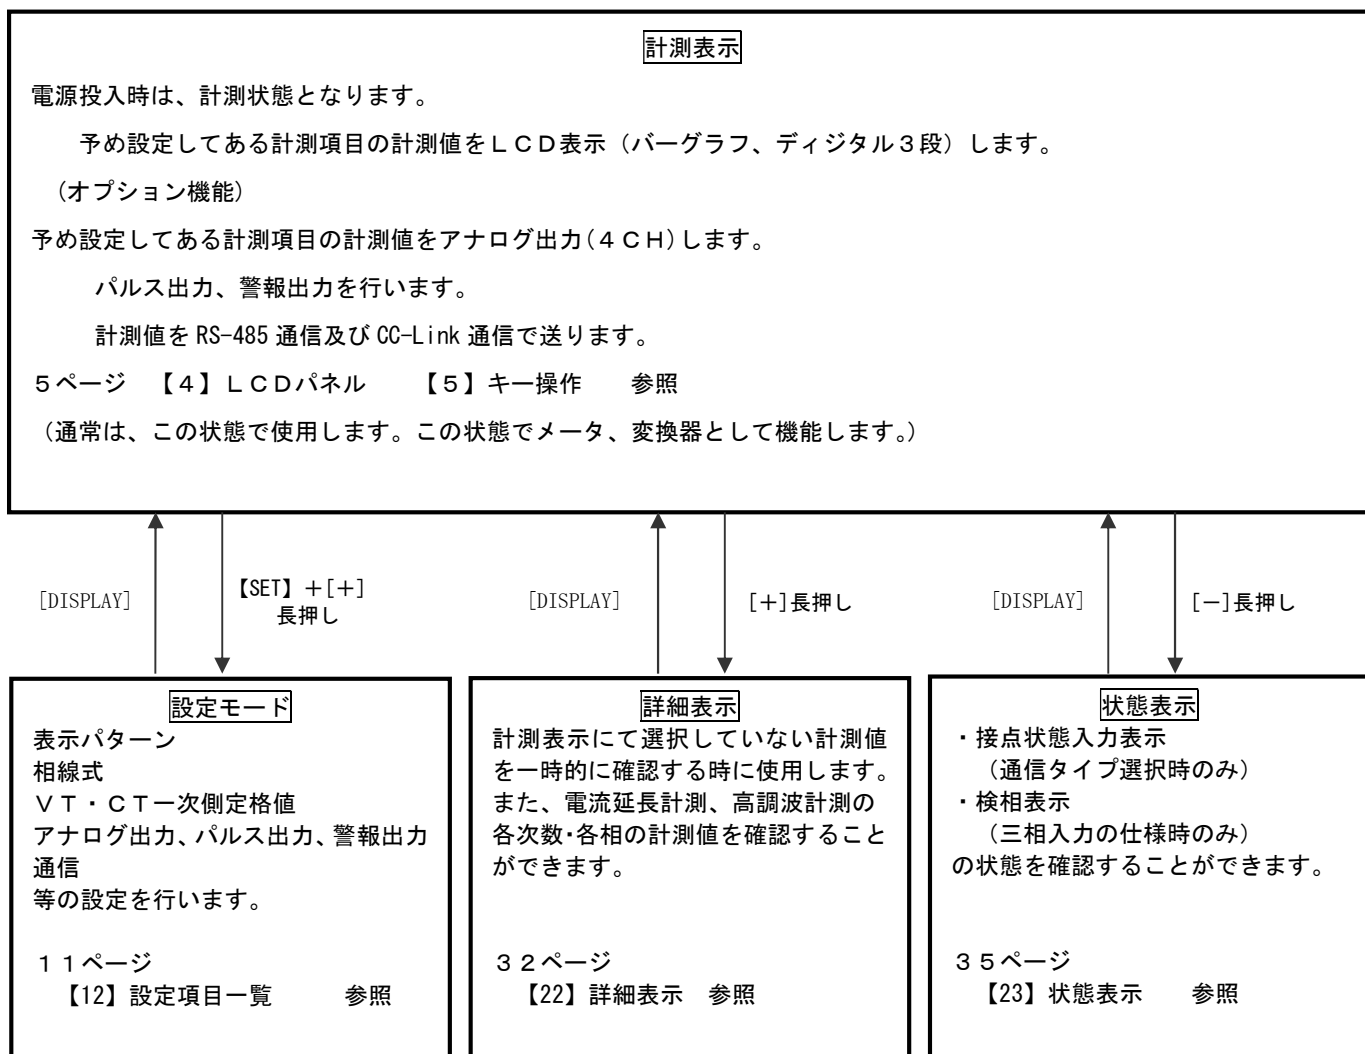 計測表示
電源投入時は、計測状態となります。
予め設定してある計測項目の計測値をＬＣＤ表示（バーグラフ、ディジタル３段）します。
(オプション機能)
予め設定してある計測項目の計測値をアナログ出力(４ＣＨ)します。
パルス出力、警報出力を行います。
計測値を RS-485 通信及び CC-Link 通信で送ります。
５ページ　【４】ＬＣＤパネル　　【５】キー操作　　参照
（通常は、この状態で使用します。この状態でメータ、変換器として機能します。）
[DISPLAY]
【SET】＋[＋]
長押し
[DISPLAY]
[＋]長押し
[DISPLAY]
[－]長押し
設定モード
表示パターン
相線式
ＶＴ・ＣＴ一次側定格値
アナログ出力、パルス出力、警報出力
通信
等の設定を行います。
１１ページ
【12】設定項目一覧　　　参照
詳細表示
計測表示にて選択していない計測値
を一時的に確認する時に使用します。
また、電流延長計測、高調波計測の
各次数・各相の計測値を確認すること
ができます。
３２ページ
【22】詳細表示　参照
状態表示
・接点状態入力表示
（通信タイプ選択時のみ）
・検相表示
（三相入力の仕様時のみ）
の状態を確認することができます。
３５ページ
【23】状態表示　　参照